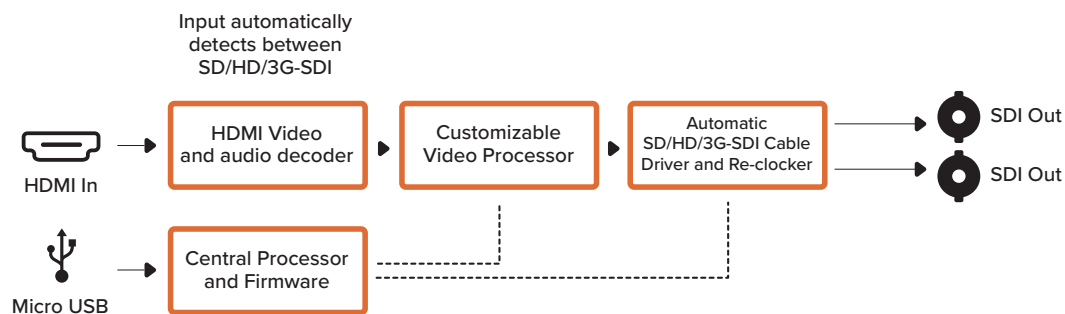 Input automatically
detects between
SD/HD/3G-SDI
HDMI In
HDMI Video
and audio decoder
Customizable
Video Processor
Automatic
SD/HD/3G-SDI Cable
Driver and Re-clocker
SDI Out
SDI Out
Micro USB
Central Processor
and Firmware